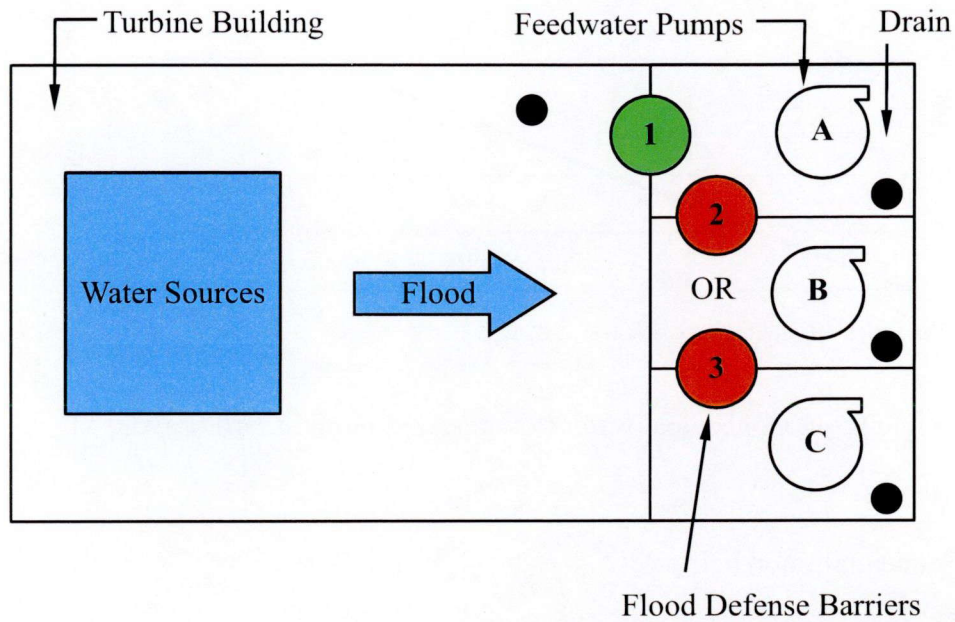 Turbine Building
Feedwater Pumps
Drain
1
A
2
Water Sources
Flood
OR
B
3
C
Flood Defense Barriers